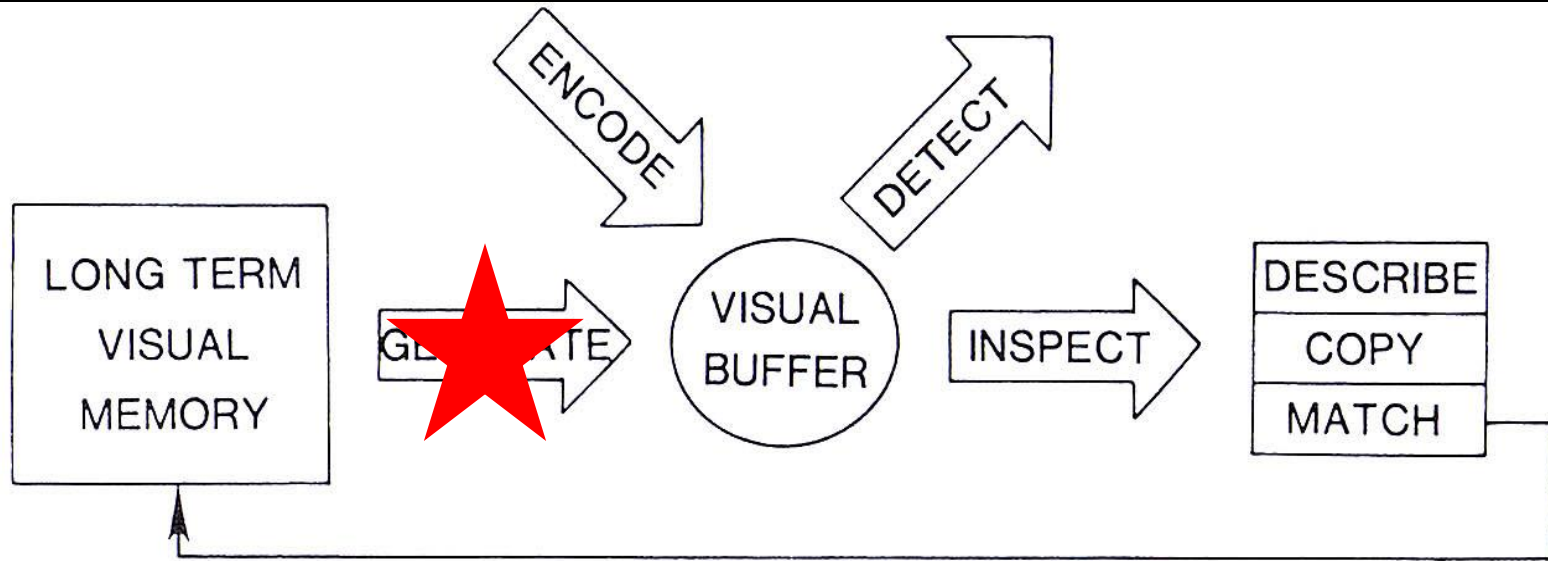 ENCODE
DETECT
LONG TERM
VISUAL
MEMORY
VISUAL
BUFFER
INSPECT
DESCRIBE
COPY
MATCH